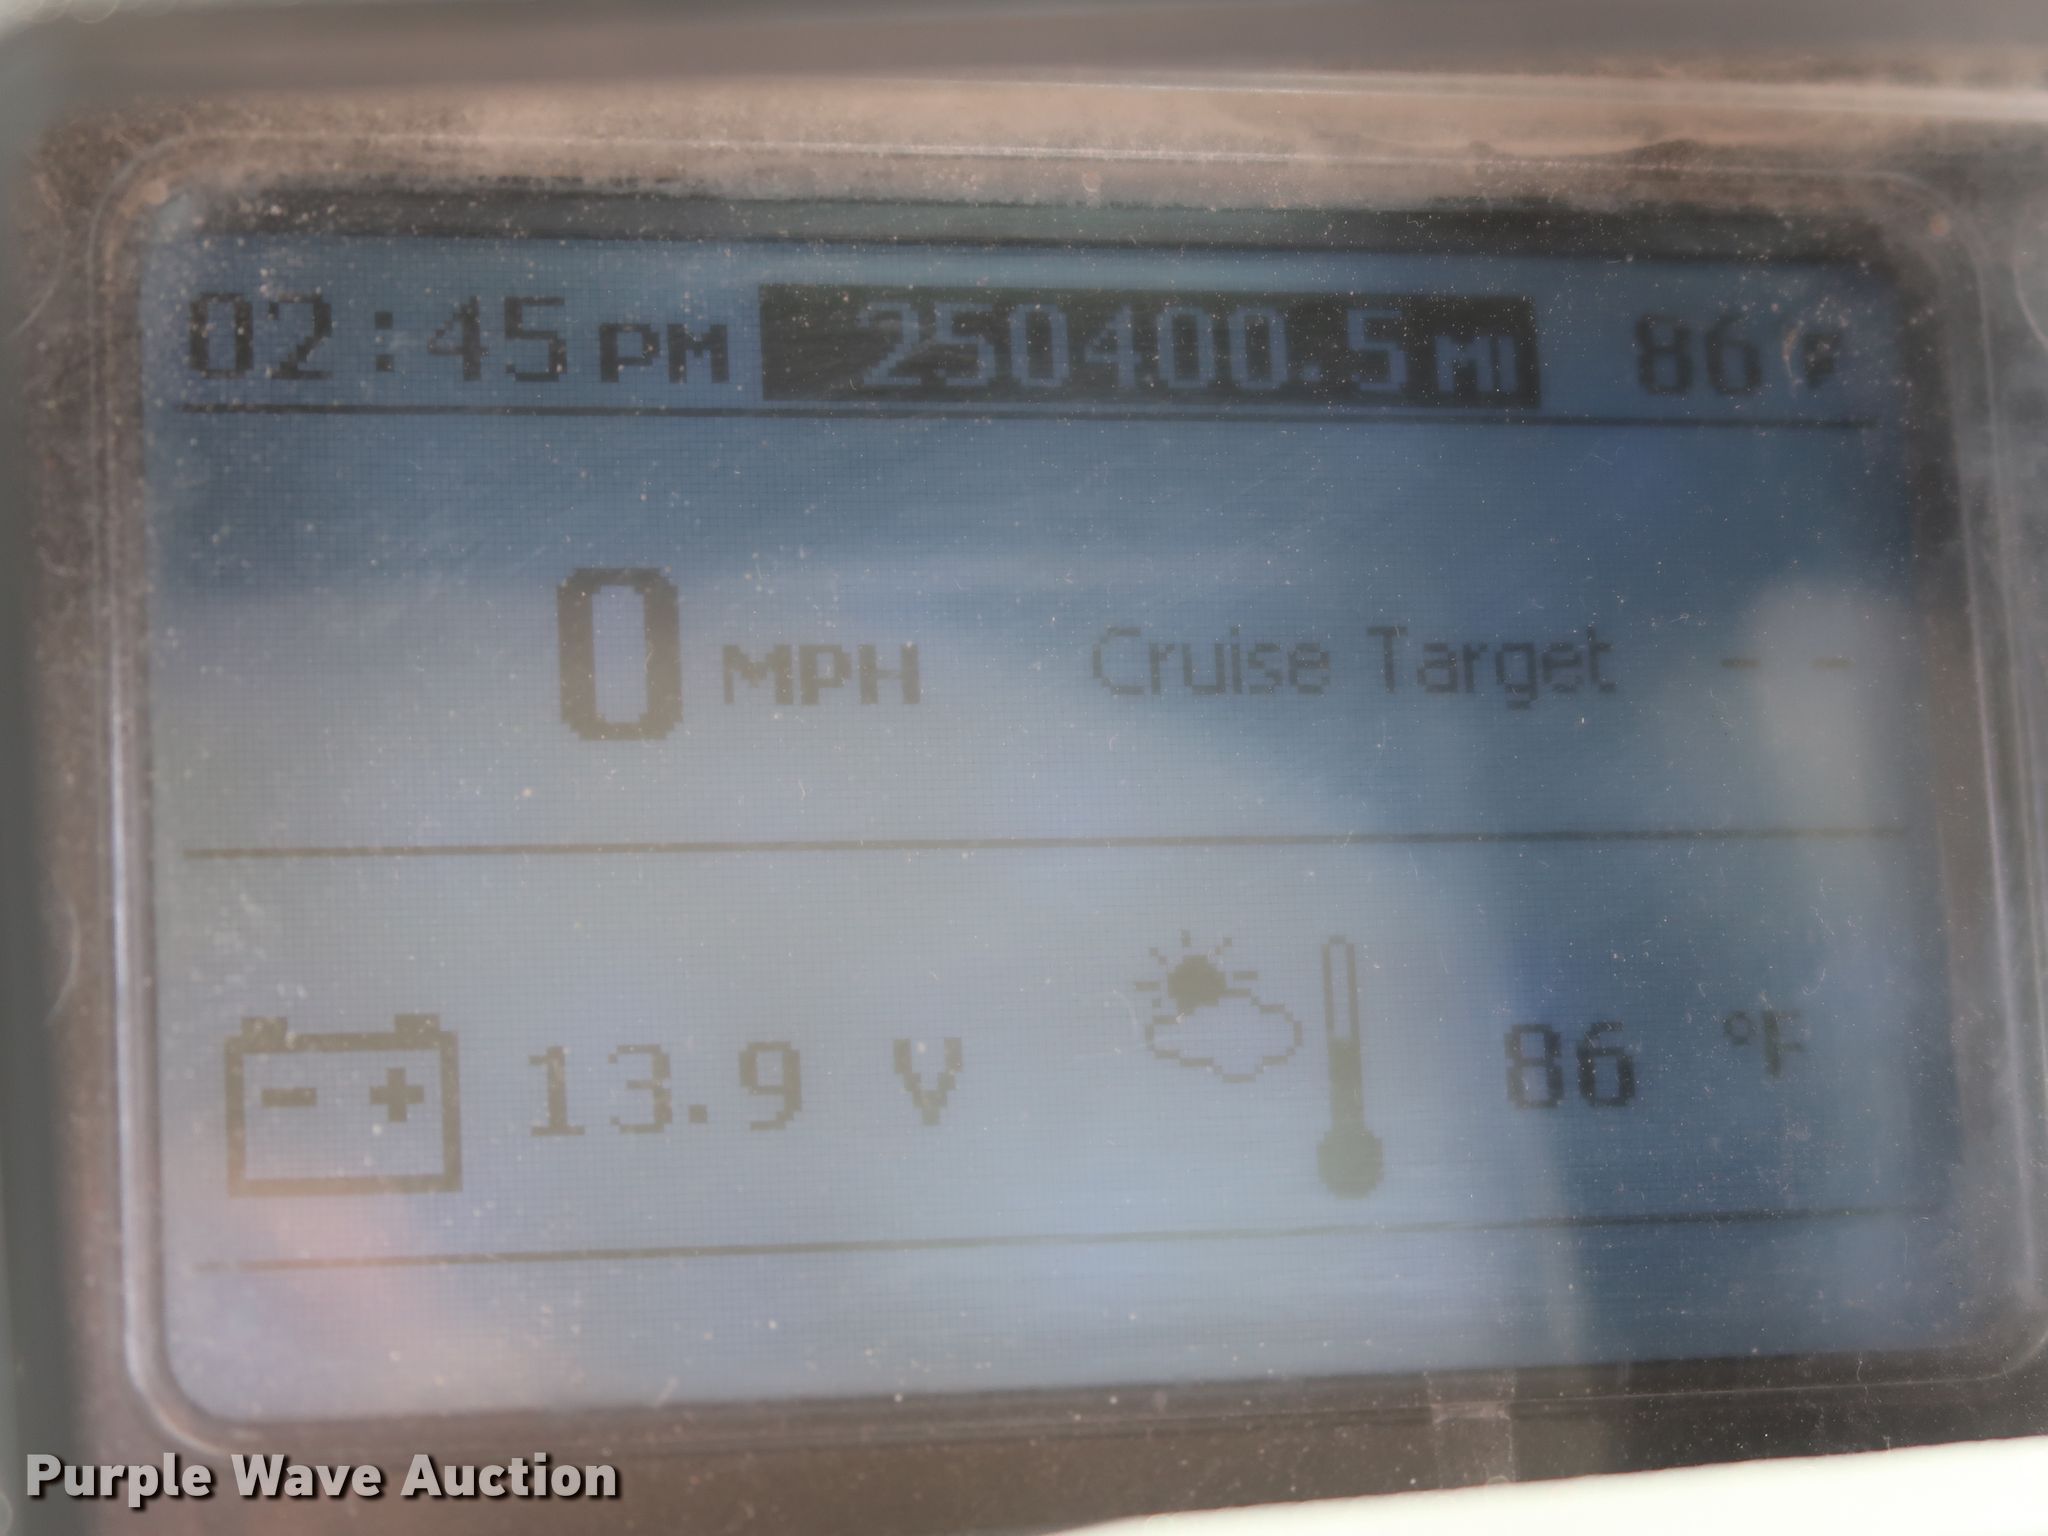 02:45PM 250400.5MI 86°F
0 MPH Cruise Target - -
- + 13.9 V 86 °F
Purple Wave Auction